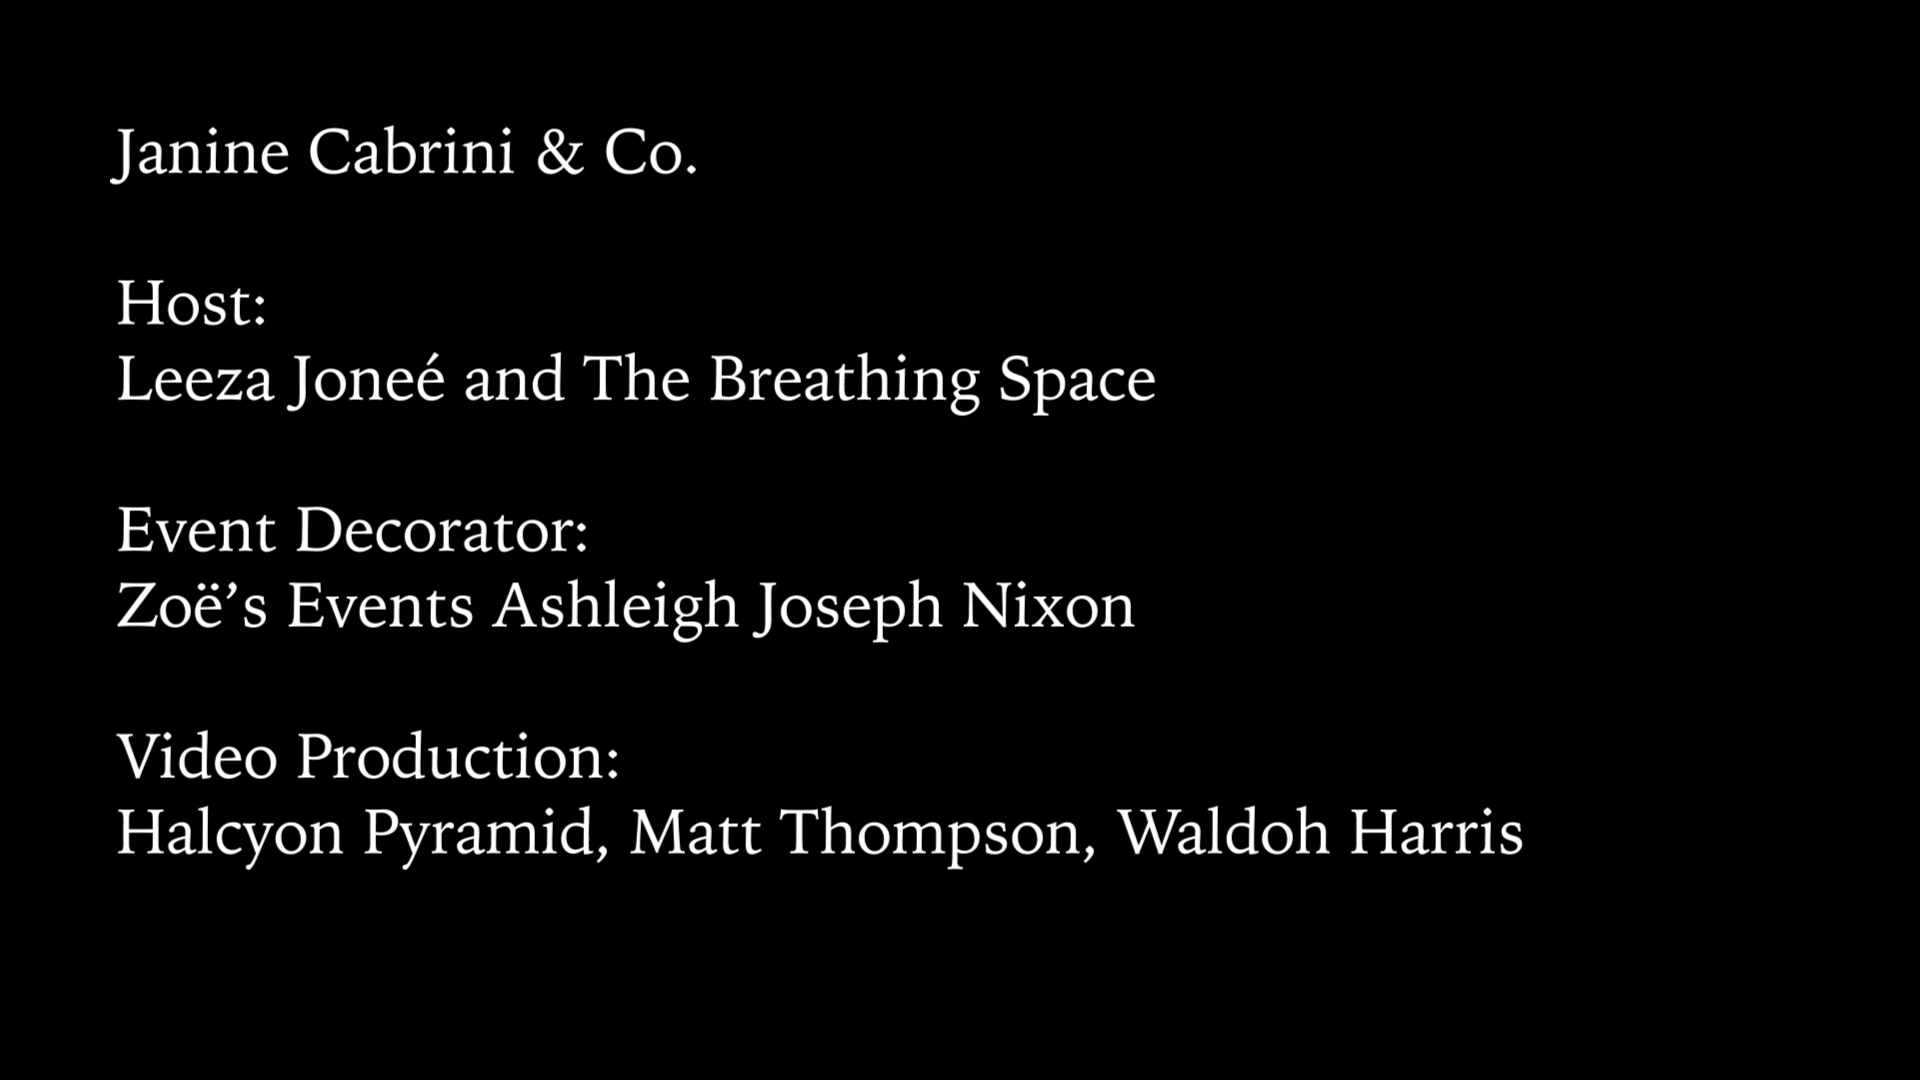 Janine Cabrini & Co.
Host:
Leeza Joneé and The Breathing Space
Event Decorator:
Zoë’s Events Ashleigh Joseph Nixon
Video Production:
Halcyon Pyramid, Matt Thompson, Waldoh Harris